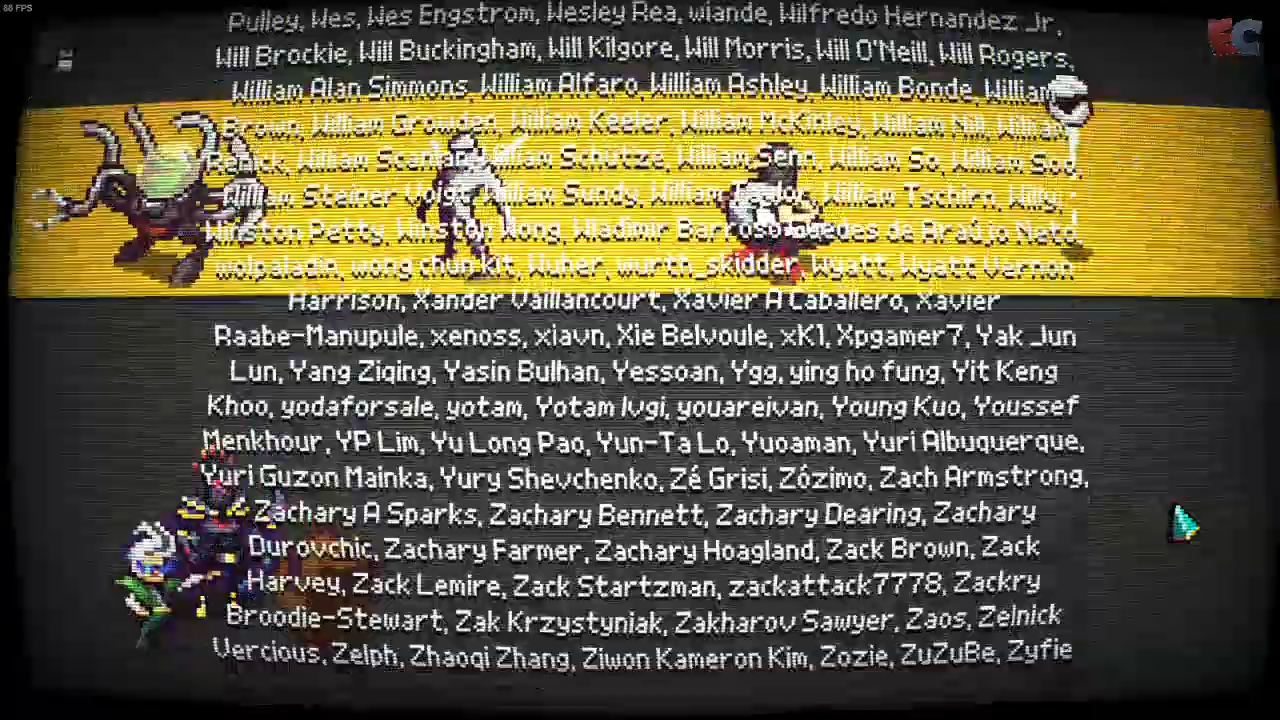 88 FPS
EC
Pulley, Wes, Wes Engstrom, Wesley Rea, wiande, Wilfredo Hernandez Jr,
Will Brockie, Will Buckingham, Will Kilgore, Will Morris, Will O'Neill, Will Rogers,
William Alan Simmons, William Alfaro, William Ashley, William Bonde, William
Brown, William Growden, William Keeler, William McKinley, William Nill, William
William Schütze, William Senn, William So, William Soo,
William Steiner Voigt, William Sundy, William Taylor, William Tschirn, Willy,
Winston Petty, Winston Wong, Wladimir Barroso Guedes de Araújo Neto,
wolpaladin, wong chun kit, Wuher, wurth_skidder, Wyatt, Wyatt Vernon
Harrison, Xander Vaillancourt, Xavier A Caballero, Xavier
Raabe-Manupule, xenoss, xiavn, Xie Belvoule, xK1, Xpgamer7, Yak Jun
Lun, Yang Ziqing, Yasin Bulhan, Yessoan, Ygg, ying ho fung, Yit Keng
Khoo, yodaforsale, yotam, Yotam Ivgi, youareivan, Young Kuo, Youssef
Menkhour, YP Lim, Yu Long Pao, Yun-Ta Lo, Yuoaman, Yuri Albuquerque,
Yuri Guzon Mainka, Yury Shevchenko, Zé Grisi, Zózimo, Zach Armstrong,
Zachary A Sparks, Zachary Bennett, Zachary Dearing, Zachary
Durovchic, Zachary Farmer, Zachary Hoagland, Zack Brown, Zack
Harvey, Zack Lemire, Zack Startzman, zackattack7778, Zackry
Broodie-Stewart, Zak Krzystyniak, Zakharov Sawyer, Zaos, Zelnick
Vercious, Zelph, Zhaoqi Zhang, Ziwon Kameron Kim, Zozie, ZuZuBe, Zyfie